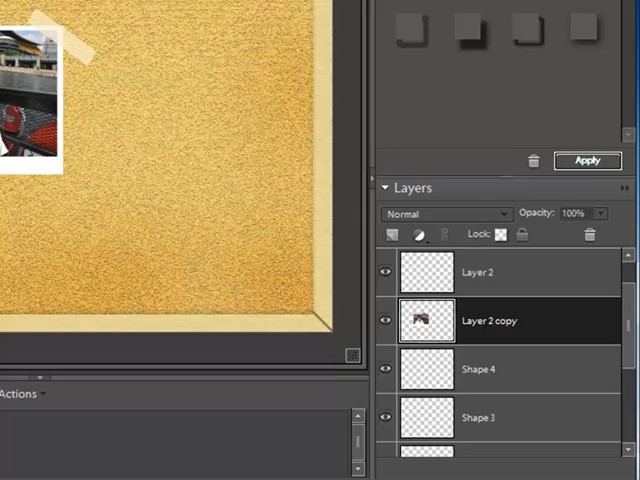 Apply
Layers
Normal
Opacity: 100%
Lock:
Layer 2
Layer 2 copy
Shape 4
Shape 3
Actions